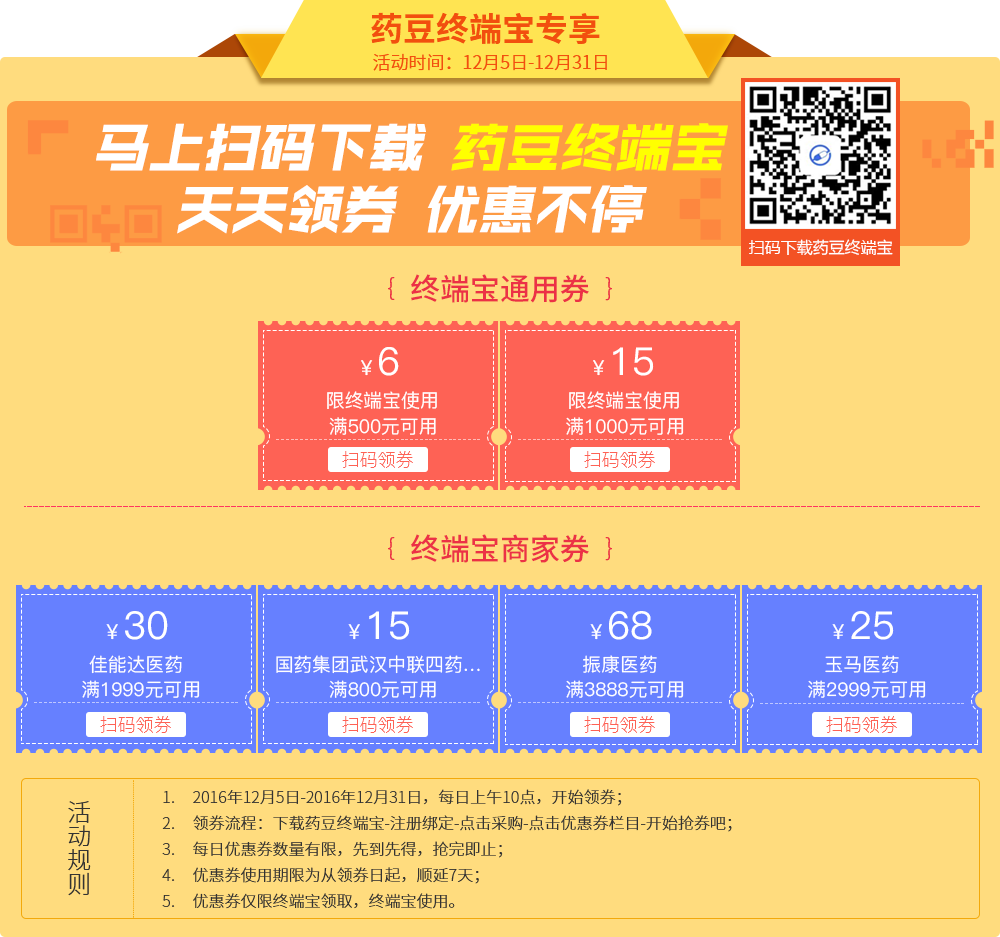 药豆终端宝专享
活动时间：12月5日-12月31日
马上扫码下载 药豆终端宝
天天领券 优惠不停
扫码下载药豆终端宝
{ 终端宝通用券 }
¥6
限终端宝使用
满500元可用
扫码领券
¥15
限终端宝使用
满1000元可用
扫码领券
{ 终端宝商家券 }
¥30
佳能达医药
满1999元可用
扫码领券
¥15
国药集团武汉中联四药...
满800元可用
扫码领券
¥68
振康医药
满3888元可用
扫码领券
¥25
玉马医药
满2999元可用
扫码领券
活动规则
1. 2016年12月5日-2016年12月31日，每日上午10点，开始领券；
2. 领券流程：下载药豆终端宝-注册绑定-点击采购-点击优惠券栏目-开始抢券吧；
3. 每日优惠券数量有限，先到先得，抢完即止；
4. 优惠券使用期限为从领券日起，顺延7天；
5. 优惠券仅限终端宝领取，终端宝使用。